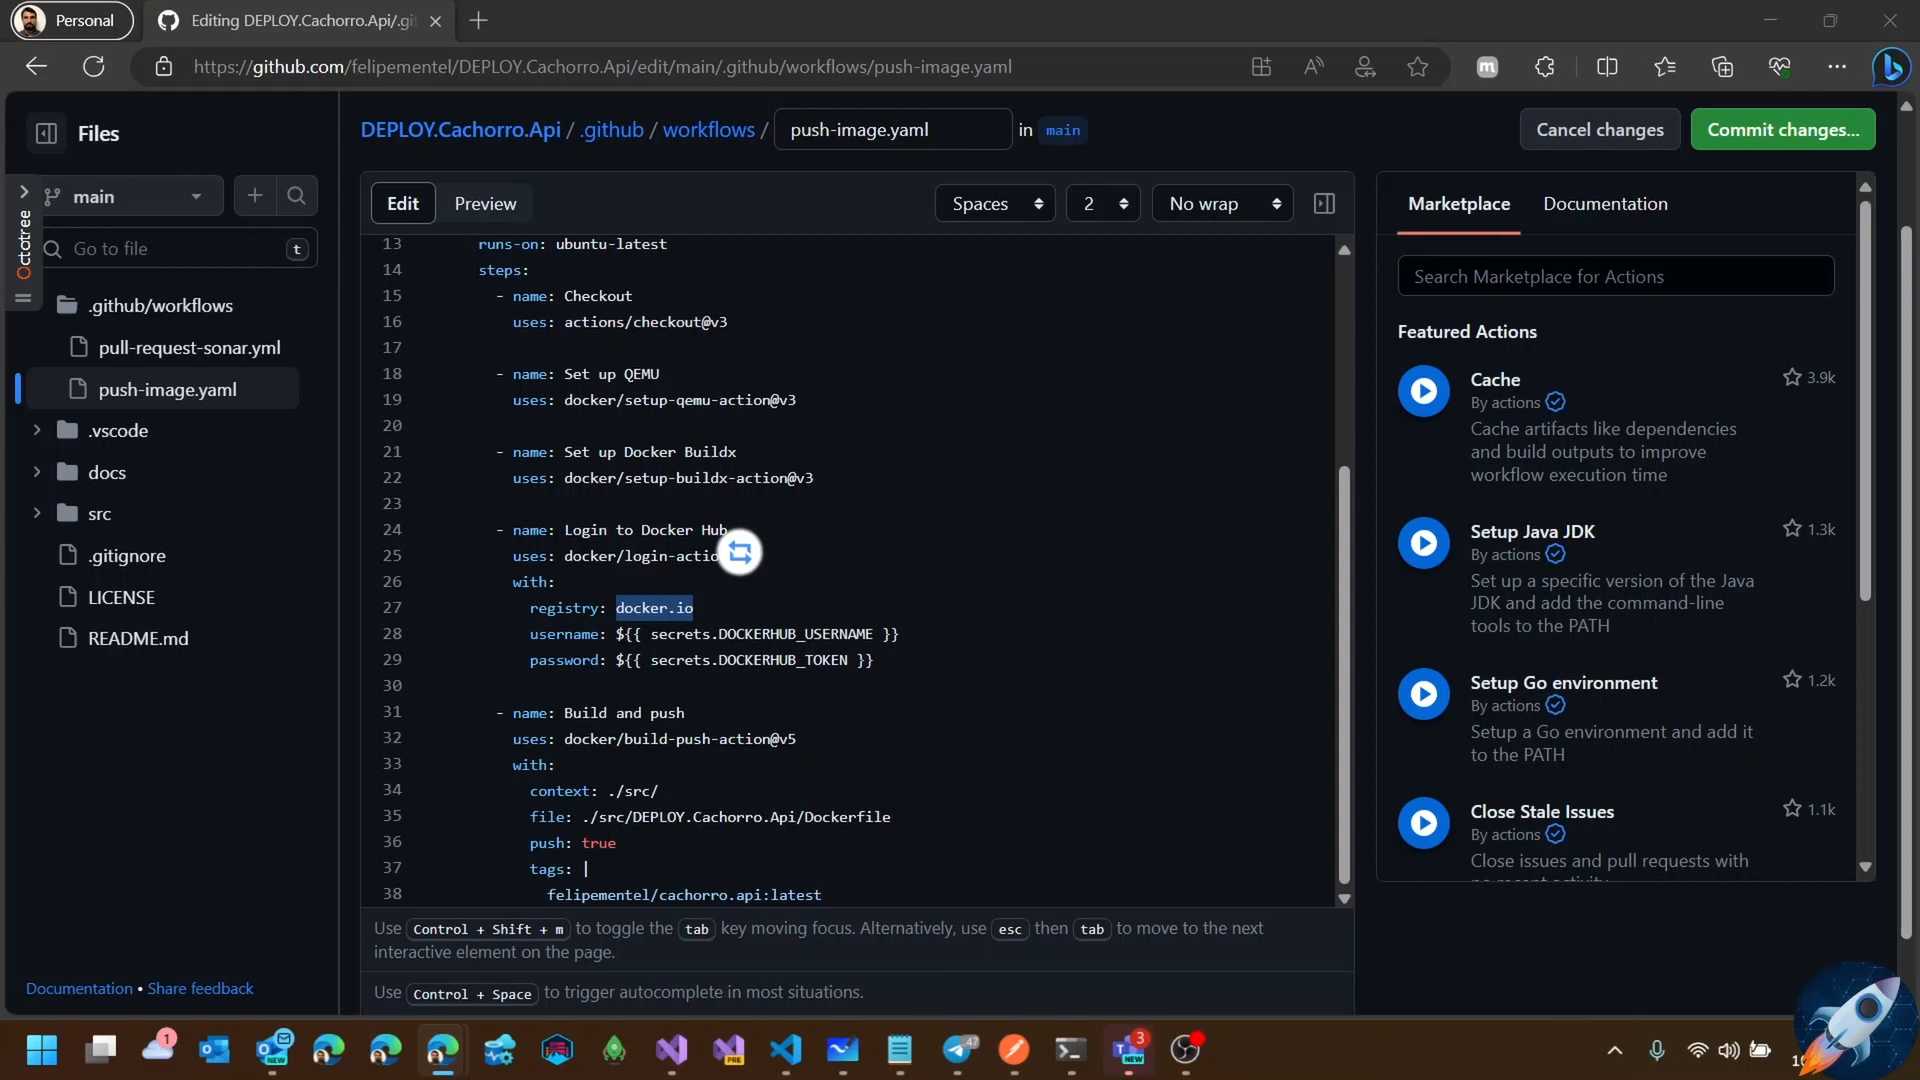 Personal
Editing DEPLOY.Cachorro.Api/.git
https://github.com/felipementel/DEPLOY.Cachorro.Api/edit/main/.github/workflows/push-image.yaml
Files
DEPLOY.Cachorro.Api / .github / workflows / push-image.yaml in main
Cancel changes
Commit changes...
main
Octotree
Go to file
t
.github/workflows
pull-request-sonar.yml
push-image.yaml
.vscode
docs
src
.gitignore
LICENSE
README.md
Documentation • Share feedback
Edit
Preview
Spaces
2
No wrap
13 runs-on: ubuntu-latest
14 steps:
15 - name: Checkout
16 uses: actions/checkout@v3
17
18 - name: Set up QEMU
19 uses: docker/setup-qemu-action@v3
20
21 - name: Set up Docker Buildx
22 uses: docker/setup-buildx-action@v3
23
24 - name: Login to Docker Hub
25 uses: docker/login-actio
26 with:
27 registry: docker.io
28 username: ${{ secrets.DOCKERHUB_USERNAME }}
29 password: ${{ secrets.DOCKERHUB_TOKEN }}
30
31 - name: Build and push
32 uses: docker/build-push-action@v5
33 with:
34 context: ./src/
35 file: ./src/DEPLOY.Cachorro.Api/Dockerfile
36 push: true
37 tags: |
38 felipementel/cachorro.api:latest
Use Control + Shift + m to toggle the tab key moving focus. Alternatively, use esc then tab to move to the next
interactive element on the page.
Use Control + Space to trigger autocomplete in most situations.
Marketplace
Documentation
Search Marketplace for Actions
Featured Actions
Cache
3.9k
By actions
Cache artifacts like dependencies
and build outputs to improve
workflow execution time
Setup Java JDK
1.3k
By actions
Set up a specific version of the Java
JDK and add the command-line
tools to the PATH
Setup Go environment
1.2k
By actions
Setup a Go environment and add it
to the PATH
Close Stale Issues
1.1k
By actions
Close issues and pull requests with
1
NEW
PRE
47
3
NEW